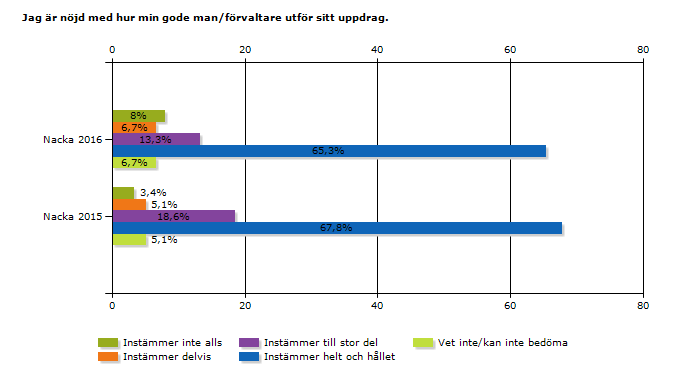 Jag är nöjd med hur min gode man/förvaltare utför sitt uppdrag.
0 20 40 60 80
Nacka 2016
8%
6,7%
13,3%
65,3%
6,7%
Nacka 2015
3,4%
5,1%
18,6%
67,8%
5,1%
0 20 40 60 80
Instämmer inte alls Instämmer till stor del Vet inte/kan inte bedöma
Instämmer delvis Instämmer helt och hållet